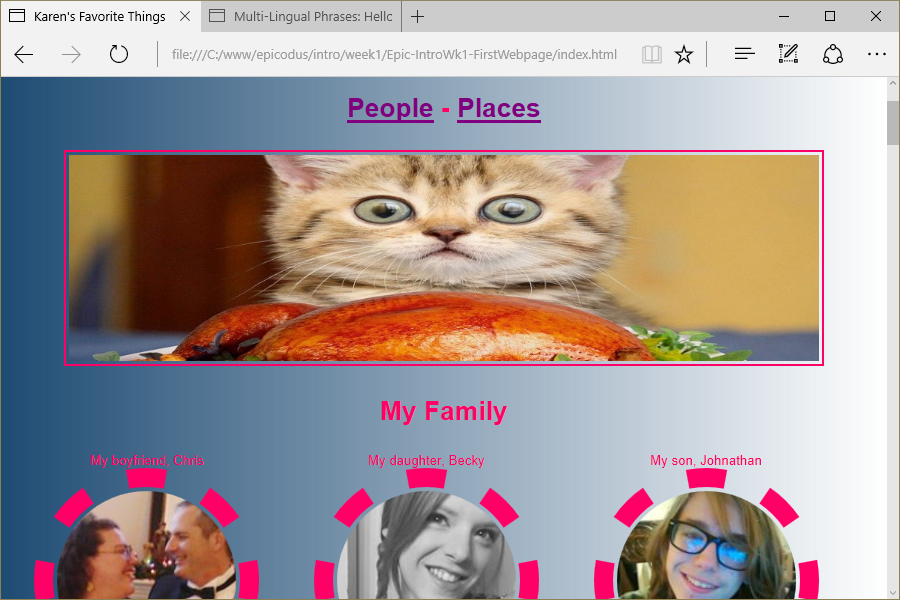 Karen's Favorite Things
Multi-Lingual Phrases: Hello
file:///C:/www/epicodus/intro/week1/Epic-IntroWk1-FirstWebpage/index.html
People - Places
My Family
My boyfriend, Chris
My daughter, Becky
My son, Johnathan